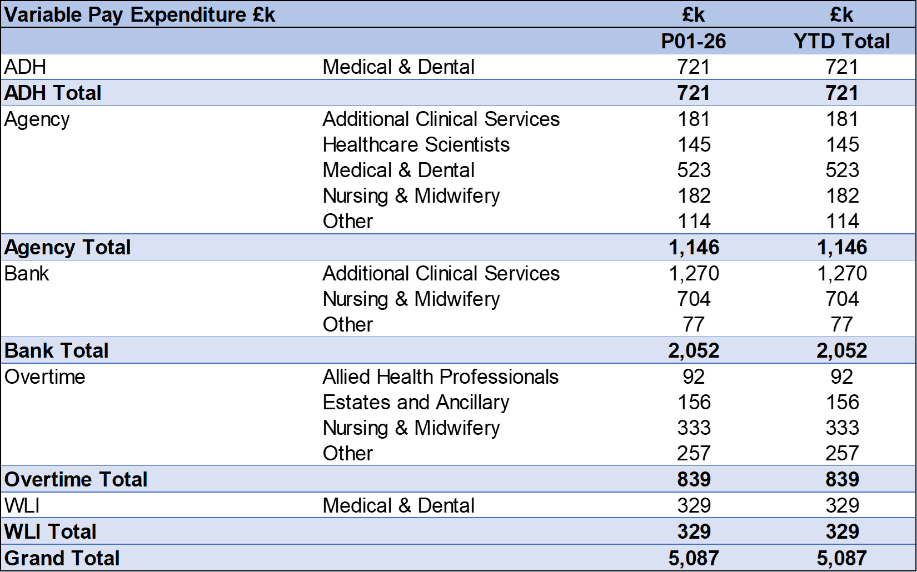 Variable Pay Expenditure £k £k £k
P01-26 YTD Total
ADH Medical & Dental 721 721
ADH Total 721 721
Agency Additional Clinical Services 181 181
Healthcare Scientists 145 145
Medical & Dental 523 523
Nursing & Midwifery 182 182
Other 114 114
Agency Total 1,146 1,146
Bank Additional Clinical Services 1,270 1,270
Nursing & Midwifery 704 704
Other 77 77
Bank Total 2,052 2,052
Overtime Allied Health Professionals 92 92
Estates and Ancillary 156 156
Nursing & Midwifery 333 333
Other 257 257
Overtime Total 839 839
WLI Medical & Dental 329 329
WLI Total 329 329
Grand Total 5,087 5,087